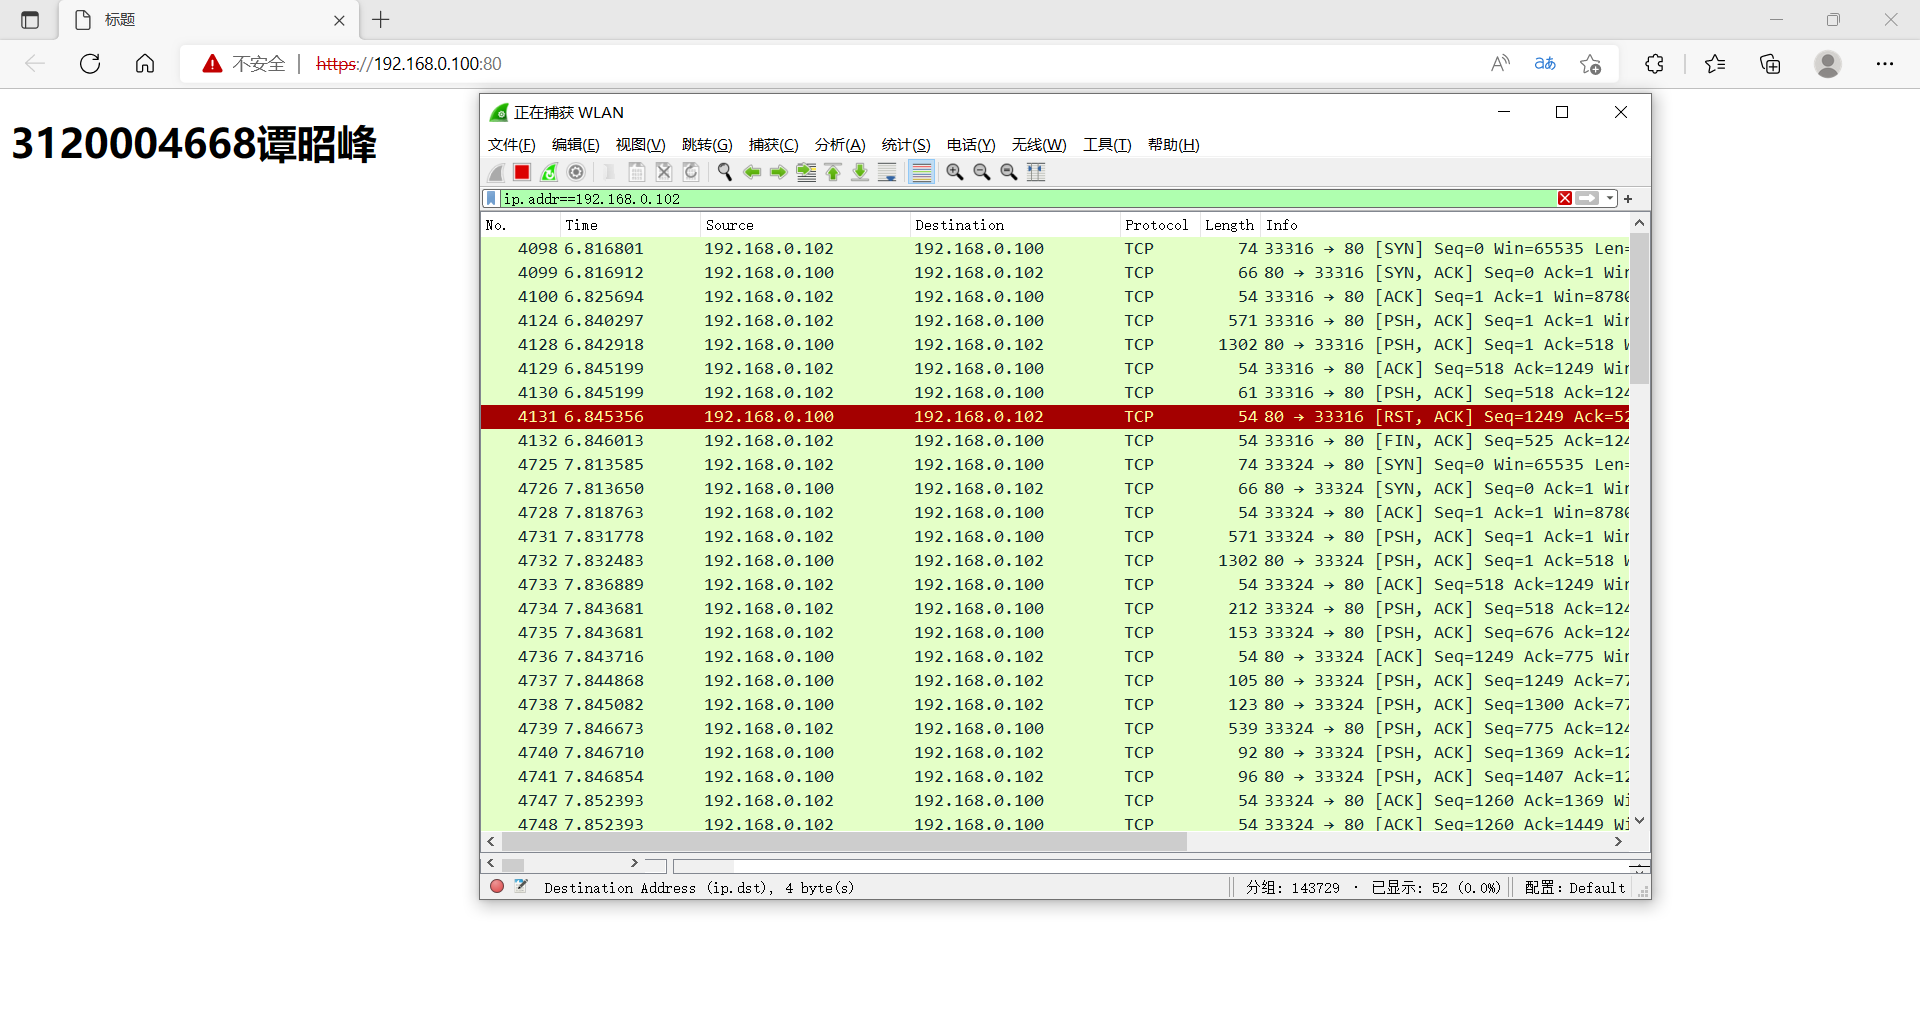 标题
不安全 | https://192.168.0.100:80
3120004668谭昭峰
正在捕获 WLAN
文件(F) 编辑(E) 视图(V) 跳转(G) 捕获(C) 分析(A) 统计(S) 电话(Y) 无线(W) 工具(T) 帮助(H)
ip.addr==192.168.0.102
No. Time Source Destination Protocol Length Info
4098 6.816801 192.168.0.102 192.168.0.100 TCP 74 33316 → 80 [SYN] Seq=0 Win=65535 Len=
4099 6.816912 192.168.0.100 192.168.0.102 TCP 66 80 → 33316 [SYN, ACK] Seq=0 Ack=1 Win
4100 6.825694 192.168.0.102 192.168.0.100 TCP 54 33316 → 80 [ACK] Seq=1 Ack=1 Win=8780
4124 6.840297 192.168.0.102 192.168.0.100 TCP 571 33316 → 80 [PSH, ACK] Seq=1 Ack=1 Win
4128 6.842918 192.168.0.100 192.168.0.102 TCP 1302 80 → 33316 [PSH, ACK] Seq=1 Ack=518 W
4129 6.845199 192.168.0.102 192.168.0.100 TCP 54 33316 → 80 [ACK] Seq=518 Ack=1249 Win
4130 6.845199 192.168.0.102 192.168.0.100 TCP 61 33316 → 80 [PSH, ACK] Seq=518 Ack=124
4131 6.845356 192.168.0.100 192.168.0.102 TCP 54 80 → 33316 [RST, ACK] Seq=1249 Ack=52
4132 6.846013 192.168.0.102 192.168.0.100 TCP 54 33316 → 80 [FIN, ACK] Seq=525 Ack=124
4725 7.813585 192.168.0.102 192.168.0.100 TCP 74 33324 → 80 [SYN] Seq=0 Win=65535 Len=
4726 7.813650 192.168.0.100 192.168.0.102 TCP 66 80 → 33324 [SYN, ACK] Seq=0 Ack=1 Win
4728 7.818763 192.168.0.102 192.168.0.100 TCP 54 33324 → 80 [ACK] Seq=1 Ack=1 Win=8780
4731 7.831778 192.168.0.102 192.168.0.100 TCP 571 33324 → 80 [PSH, ACK] Seq=1 Ack=1 Win
4732 7.832483 192.168.0.100 192.168.0.102 TCP 1302 80 → 33324 [PSH, ACK] Seq=1 Ack=518 W
4733 7.836889 192.168.0.102 192.168.0.100 TCP 54 33324 → 80 [ACK] Seq=518 Ack=1249 Win
4734 7.843681 192.168.0.102 192.168.0.100 TCP 212 33324 → 80 [PSH, ACK] Seq=518 Ack=124
4735 7.843681 192.168.0.102 192.168.0.100 TCP 153 33324 → 80 [PSH, ACK] Seq=676 Ack=124
4736 7.843716 192.168.0.100 192.168.0.102 TCP 54 80 → 33324 [ACK] Seq=1249 Ack=775 Win
4737 7.844868 192.168.0.100 192.168.0.102 TCP 105 80 → 33324 [PSH, ACK] Seq=1249 Ack=77
4738 7.845082 192.168.0.100 192.168.0.102 TCP 123 80 → 33324 [PSH, ACK] Seq=1300 Ack=77
4739 7.846673 192.168.0.102 192.168.0.100 TCP 539 33324 → 80 [PSH, ACK] Seq=775 Ack=124
4740 7.846710 192.168.0.100 192.168.0.102 TCP 92 80 → 33324 [PSH, ACK] Seq=1369 Ack=12
4741 7.846854 192.168.0.100 192.168.0.102 TCP 96 80 → 33324 [PSH, ACK] Seq=1407 Ack=12
4747 7.852393 192.168.0.102 192.168.0.100 TCP 54 33324 → 80 [ACK] Seq=1260 Ack=1369 Wi
4748 7.852393 192.168.0.102 192.168.0.100 TCP 54 33324 → 80 [ACK] Seq=1260 Ack=1449 Wi
Destination Address (ip.dst), 4 byte(s) 分组: 143729 · 已显示: 52 (0.0%) 配置: Default